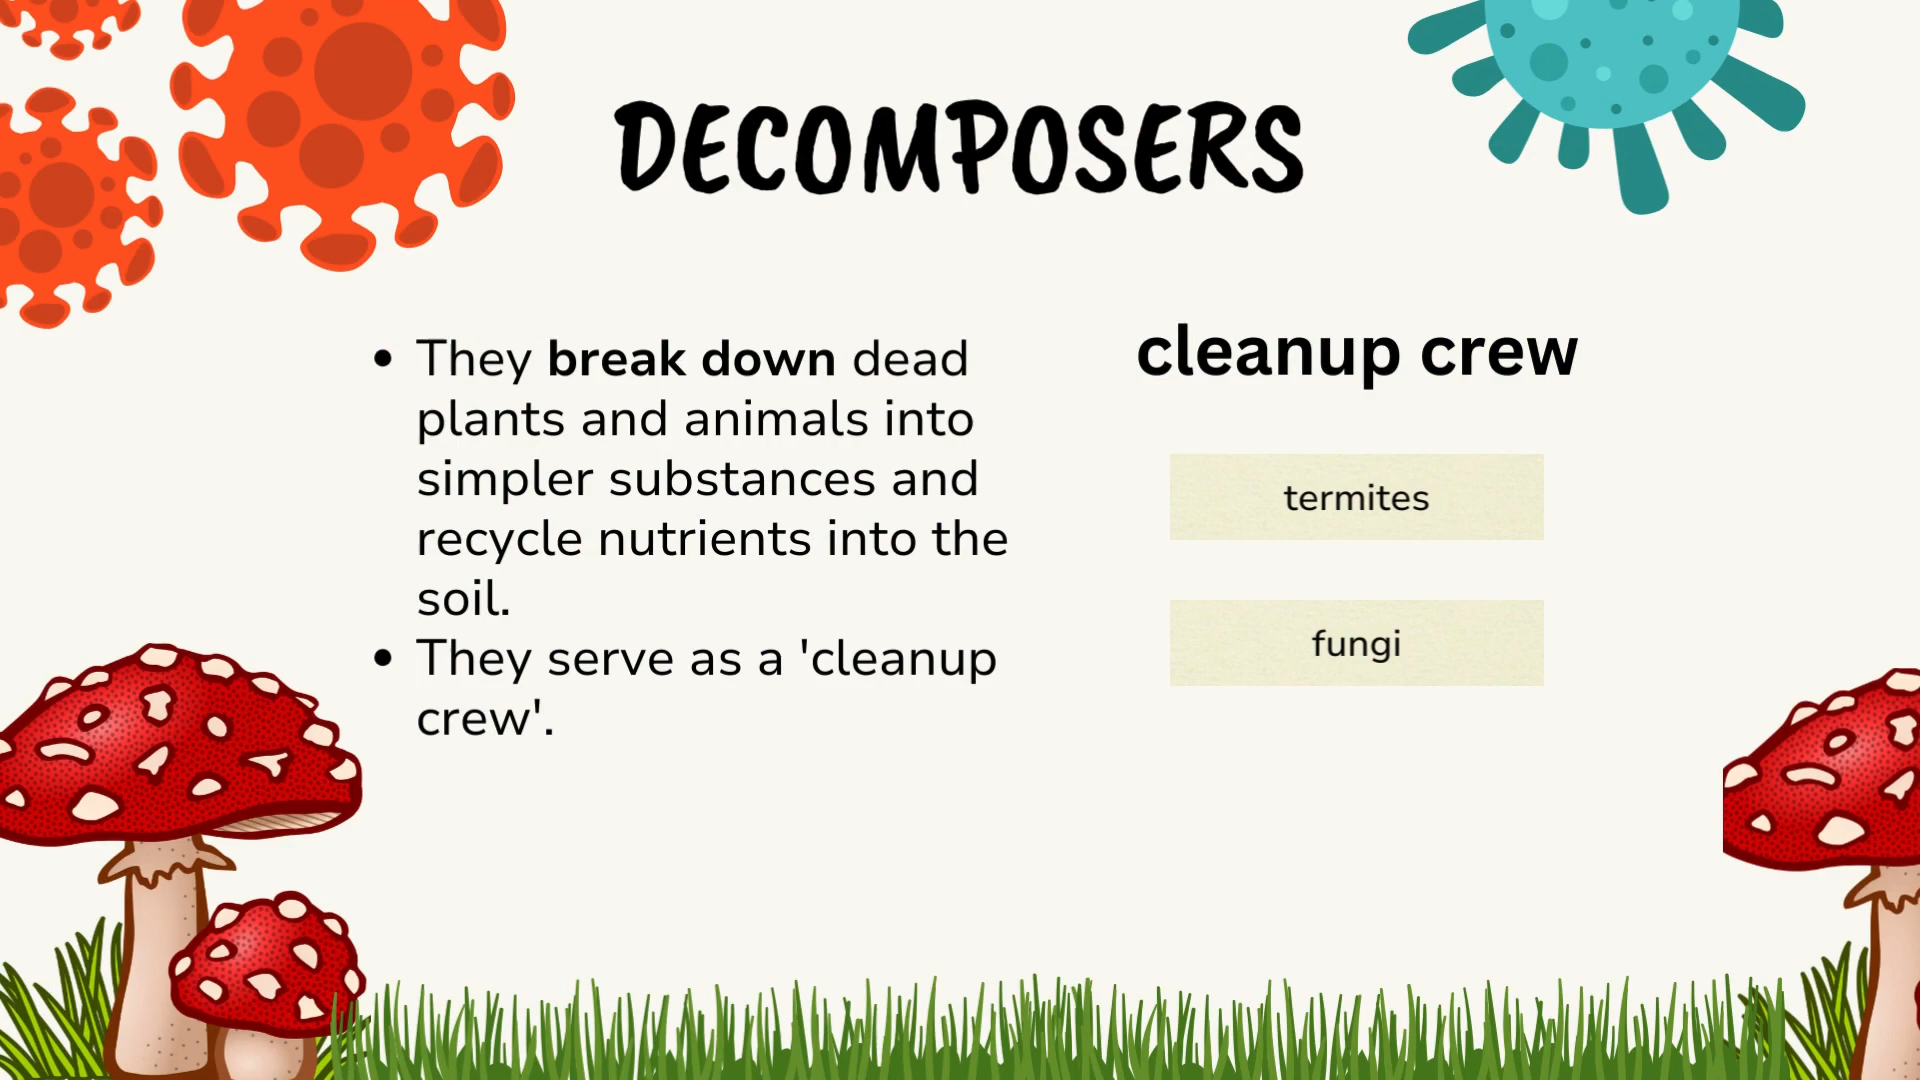 DECOMPOSERS
• They break down dead
plants and animals into
simpler substances and
recycle nutrients into the
soil.
• They serve as a 'cleanup
crew'.
cleanup crew
termites
fungi